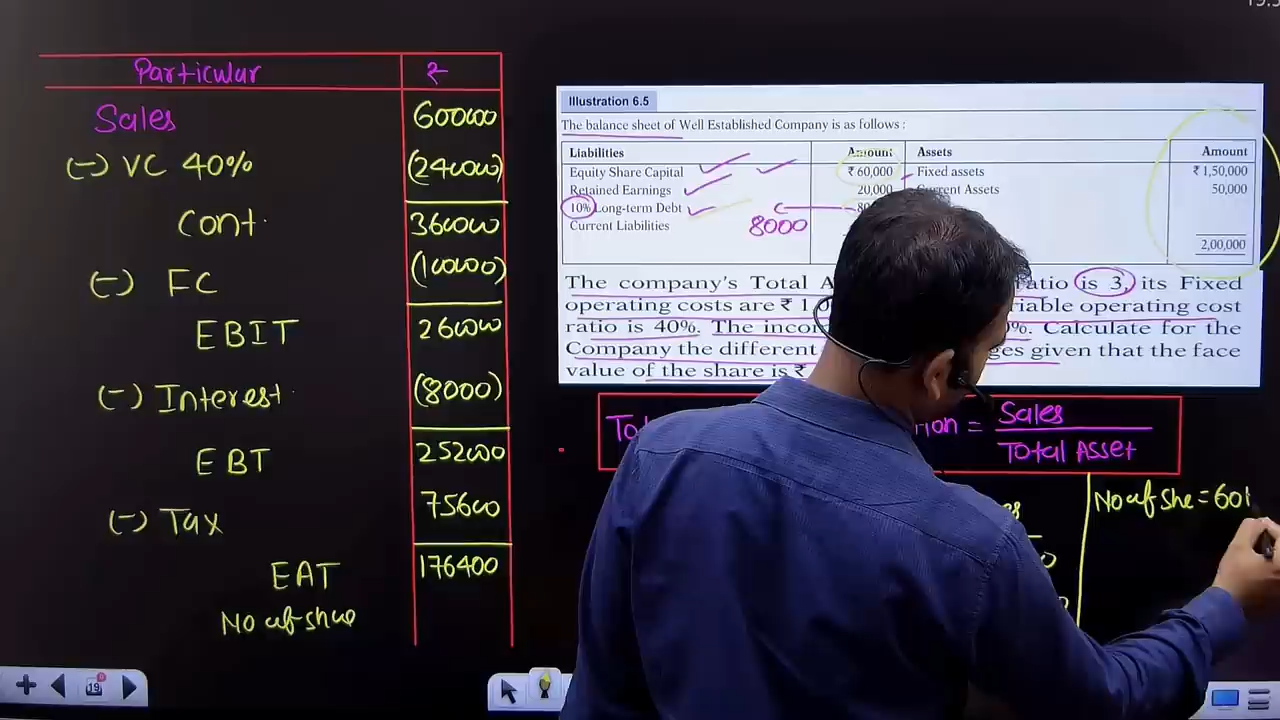 Particular ₹
Sales 600000
(-) VC 40% (240000)
Cont. 360000
(-) FC (100000)
EBIT 260000
(-) Interest (8000)
EBT 252000
(-) Tax 75600
EAT 176400
No of share
Illustration 6.5
The balance sheet of Well Established Company is as follows :
Liabilities Amount Assets Amount
Equity Share Capital ₹ 60,000 Fixed assets ₹ 1,50,000
Retained Earnings 20,000 Current Assets 50,000
10% Long-term Debt 80
Current Liabilities 8000
2,00,000
The company's Total A atio is 3, its Fixed
operating costs are ₹ 1 riable operating cost
ratio is 40%. The incom 0%. Calculate for the
Company the different ges given that the face
value of the share is ₹
= Sales
Total Asset
No of She = 60
19